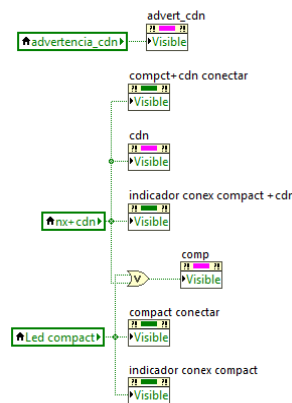 advert_cdn
advertencia_cdn
Visible
compct+cdn conectar
Visible
cdn
Visible
indicador conex compact +cdn
nx+cdn
Visible
comp
V
Visible
compact conectar
Led compact
Visible
indicador conex compact
Visible